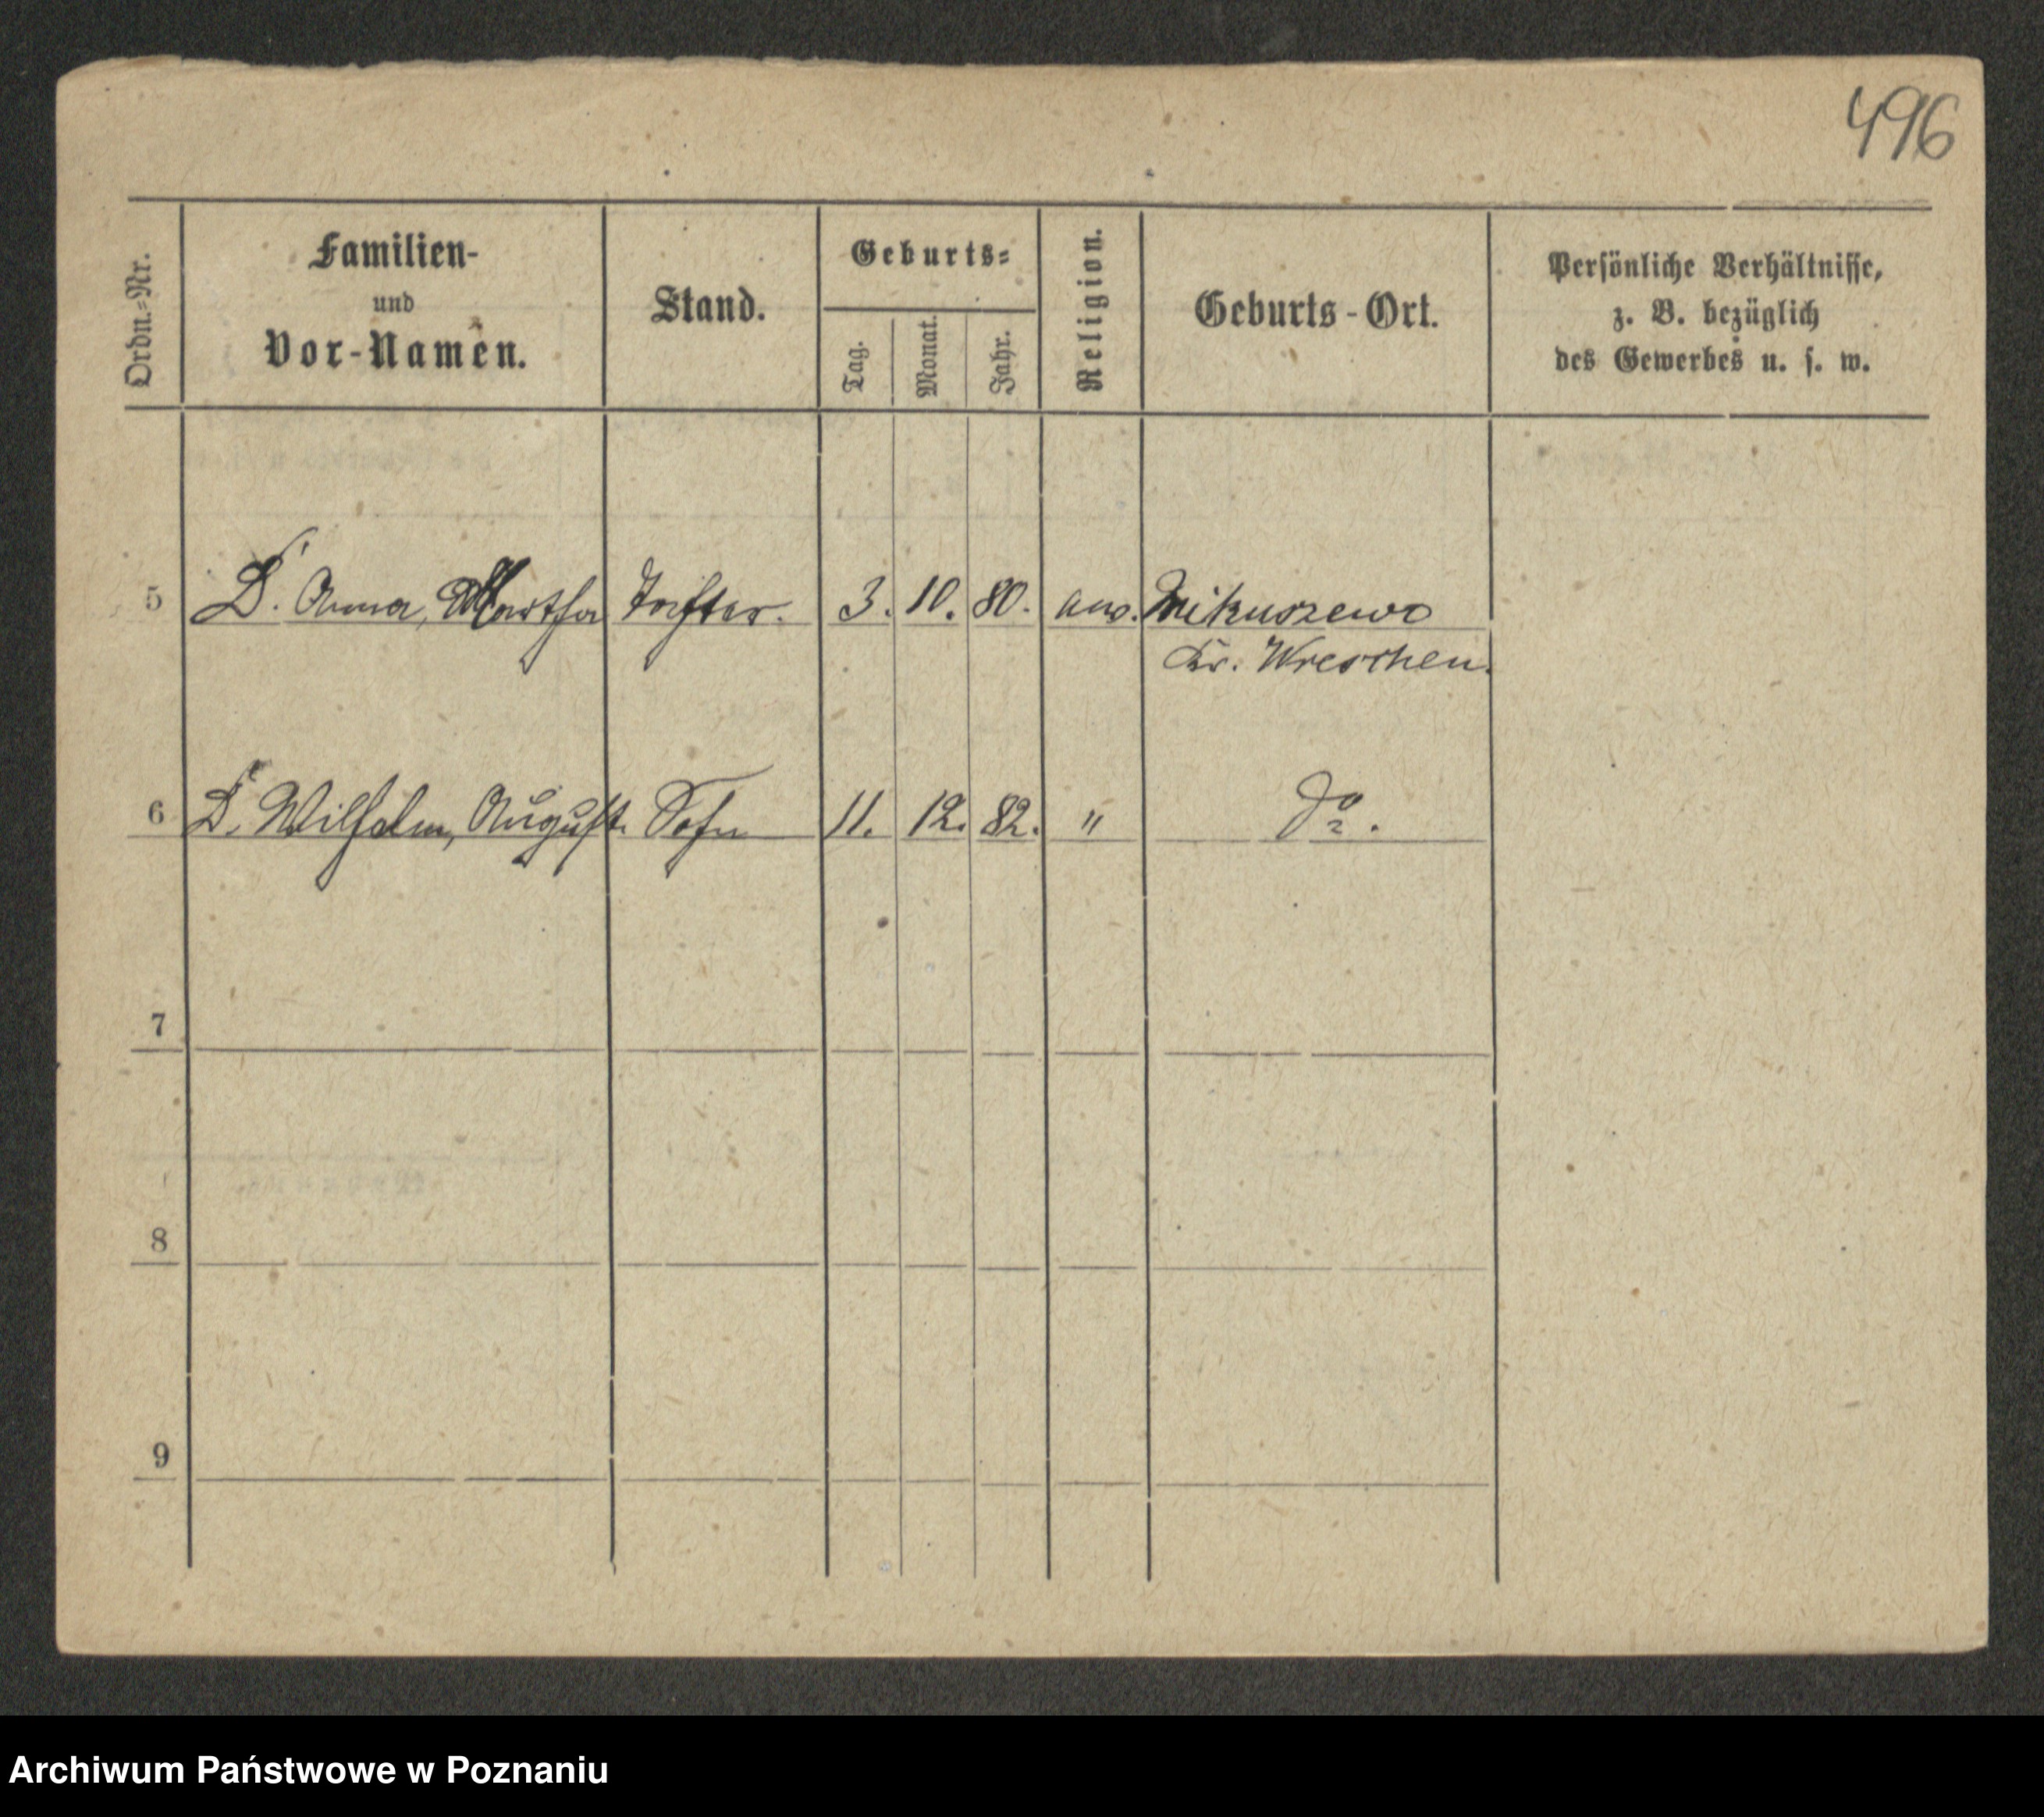 496
Ordn.-Nr.
Familien-
und
Vor-Namen.
Stand.
Geburts-
Tag.
Monat.
Jahr.
Religion.
Geburts-Ort.
Persönliche Verhältnisse,
z. B. bezüglich
des Gewerbes u. s. w.
5 D. Anna, Martha Tochter. 3. 10. 80. Mikuszewo
Kr. Wreschen.
6 D. Wilhelm, August. Sohn 11. 12. 82. " do.
7
8
9
Archiwum Państwowe w Poznaniu